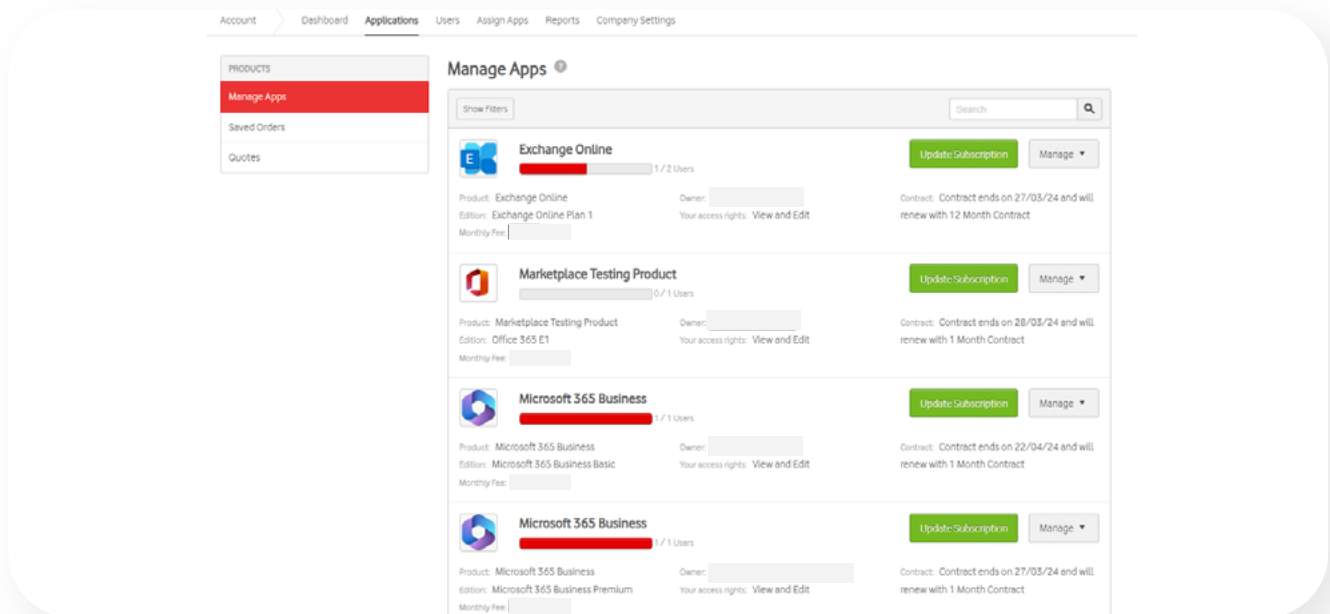 Account Dashboard Applications Users Assign Apps Reports Company Settings
PRODUCTS
Manage Apps
Saved Orders
Quotes
Manage Apps ?
Show Filters
Search
E
Exchange Online
1 / 2 Users
Update Subscription
Manage
Product: Exchange Online
Edition: Exchange Online Plan 1
Monthly Fee:
Owner:
Your access rights: View and Edit
Contract: Contract ends on 27/03/24 and will
renew with 12 Month Contract
Marketplace Testing Product
0 / 1 Users
Update Subscription
Manage
Product: Marketplace Testing Product
Edition: Office 365 E1
Monthly Fee:
Owner:
Your access rights: View and Edit
Contract: Contract ends on 28/03/24 and will
renew with 1 Month Contract
Microsoft 365 Business
1 / 1 Users
Update Subscription
Manage
Product: Microsoft 365 Business
Edition: Microsoft 365 Business Basic
Monthly Fee:
Owner:
Your access rights: View and Edit
Contract: Contract ends on 22/04/24 and will
renew with 1 Month Contract
Microsoft 365 Business
1 / 1 Users
Update Subscription
Manage
Product: Microsoft 365 Business
Edition: Microsoft 365 Business Premium
Monthly Fee:
Owner:
Your access rights: View and Edit
Contract: Contract ends on 27/03/24 and will
renew with 1 Month Contract